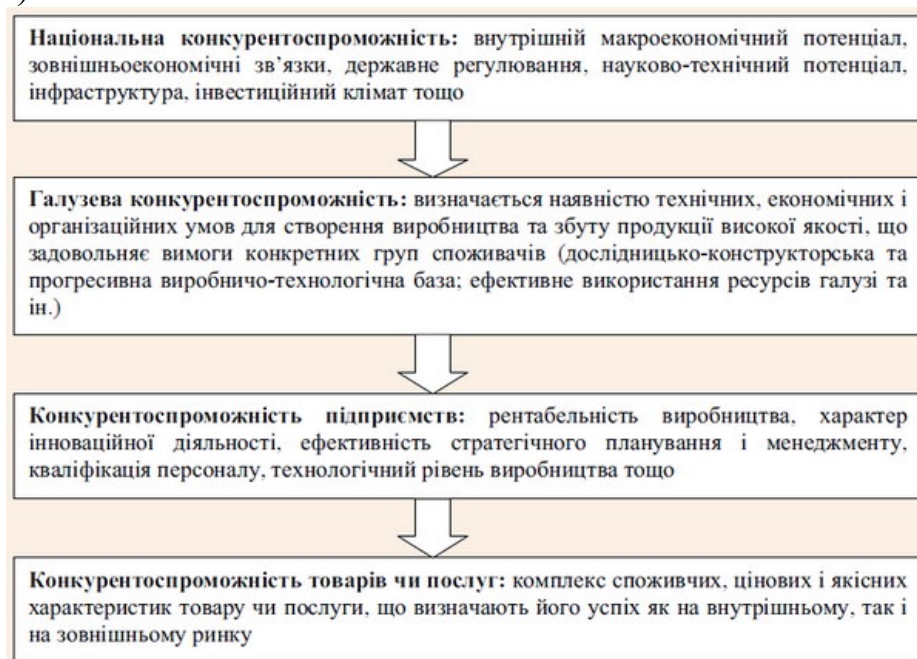 )
Національна конкурентоспроможність: внутрішній макроекономічний потенціал,
зовнішньоекономічні зв’язки, державне регулювання, науково-технічний потенціал,
інфраструктура, інвестиційний клімат тощо
Галузева конкурентоспроможність: визначається наявністю технічних, економічних і
організаційних умов для створення виробництва та збуту продукції високої якості, що
задовольняє вимоги конкретних груп споживачів (дослідницько-конструкторська та
прогресивна виробничо-технологічна база; ефективне використання ресурсів галузі та
ін.)
Конкурентоспроможність підприємств: рентабельність виробництва, характер
інноваційної діяльності, ефективність стратегічного планування і менеджменту,
кваліфікація персоналу, технологічний рівень виробництва тощо
Конкурентоспроможність товарів чи послуг: комплекс споживчих, цінових і якісних
характеристик товару чи послуги, що визначають його успіх як на внутрішньому, так і
на зовнішньому ринку